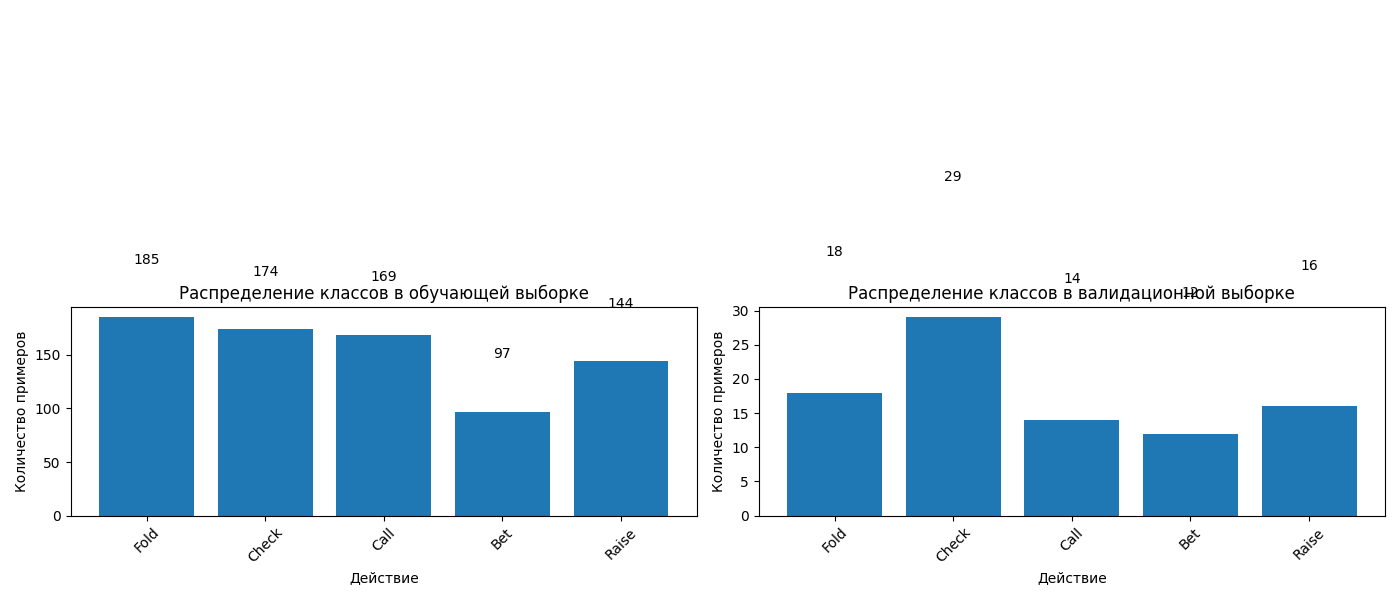 185
174
169
97
144
Распределение классов в обучающей выборке
Количество примеров
150
100
50
0
Fold
Check
Call
Bet
Raise
Действие
18
29
14
12
16
Распределение классов в валидационной выборке
Количество примеров
30
25
20
15
10
5
0
Fold
Check
Call
Bet
Raise
Действие